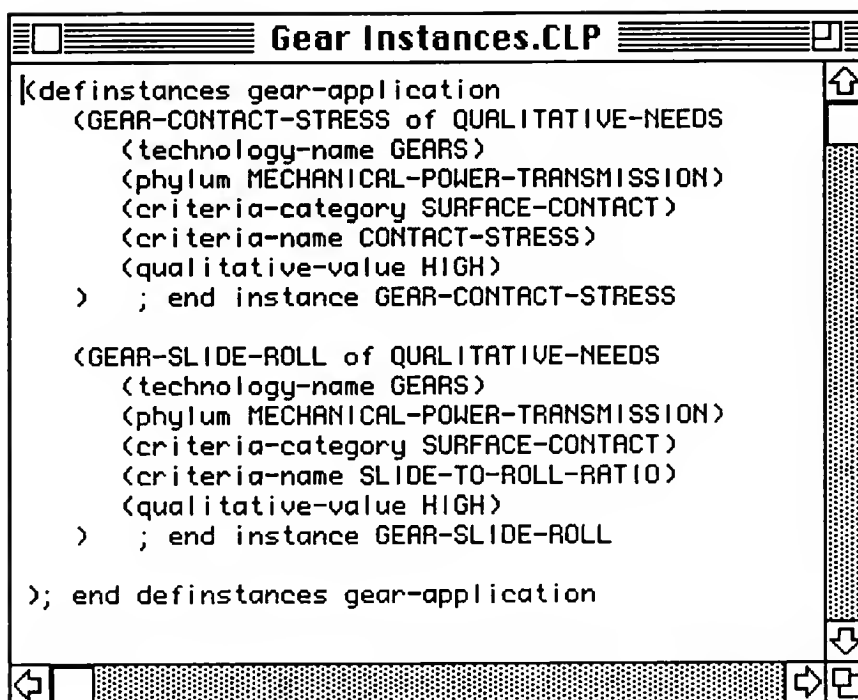 Gear Instances.CLP
(definstances gear-application
(GEAR-CONTACT-STRESS of QUALITATIVE-NEEDS
(technology-name GEARS)
(phylum MECHANICAL-POWER-TRANSMISSION)
(criteria-category SURFACE-CONTACT)
(criteria-name CONTACT-STRESS)
(qualitative-value HIGH)
) ; end instance GEAR-CONTACT-STRESS
(GEAR-SLIDE-ROLL of QUALITATIVE-NEEDS
(technology-name GEARS)
(phylum MECHANICAL-POWER-TRANSMISSION)
(criteria-category SURFACE-CONTACT)
(criteria-name SLIDE-TO-ROLL-RATIO)
(qualitative-value HIGH)
) ; end instance GEAR-SLIDE-ROLL
); end definstances gear-application